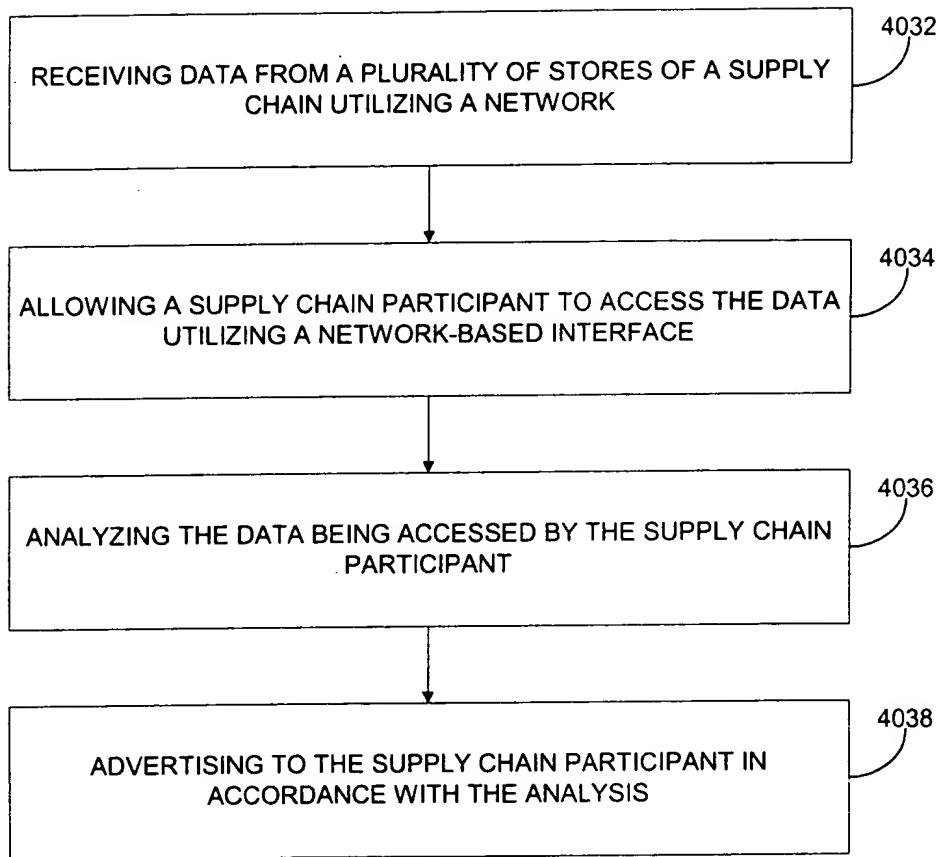 4032
RECEIVING DATA FROM A PLURALITY OF STORES OF A SUPPLY
CHAIN UTILIZING A NETWORK
4034
ALLOWING A SUPPLY CHAIN PARTICIPANT TO ACCESS THE DATA
UTILIZING A NETWORK-BASED INTERFACE
4036
ANALYZING THE DATA BEING ACCESSED BY THE SUPPLY CHAIN
PARTICIPANT
4038
ADVERTISING TO THE SUPPLY CHAIN PARTICIPANT IN
ACCORDANCE WITH THE ANALYSIS